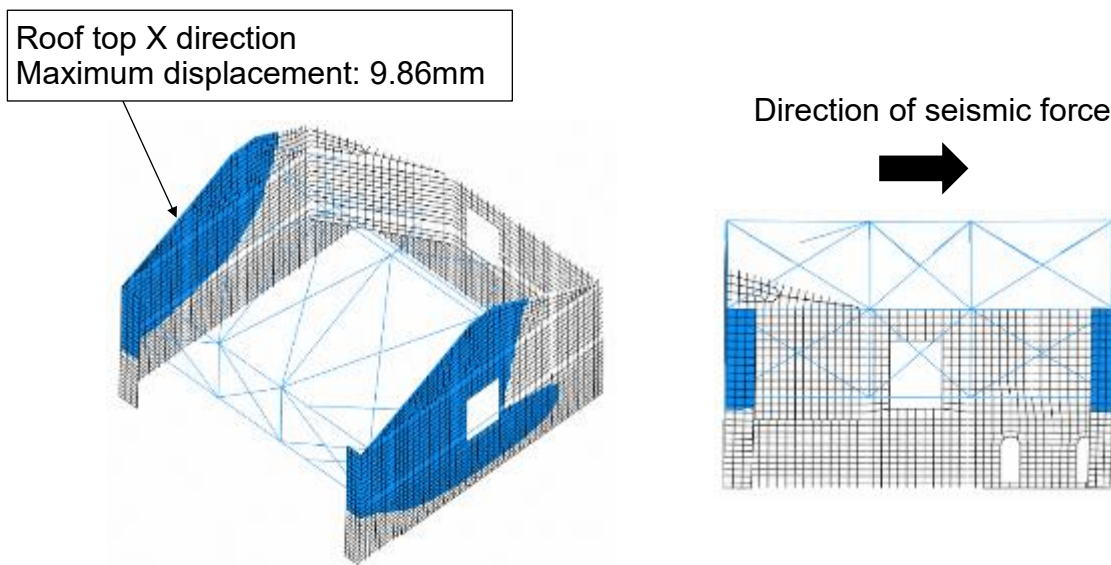 Roof top X direction
Maximum displacement: 9.86mm
Direction of seismic force